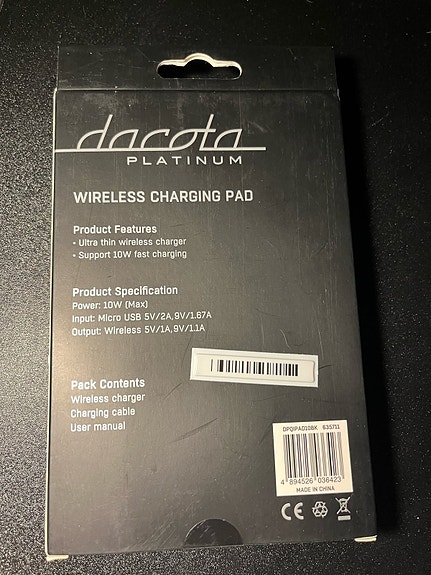 dacota
PLATINUM
WIRELESS CHARGING PAD
Product Features
• Ultra thin wireless charger
• Support 10W fast charging
Product Specification
Power: 10W (Max)
Input: Micro USB 5V/2A,9V/1.67A
Output: Wireless 5V/1A,9V/1.1A
Pack Contents
Wireless charger
Charging cable
User manual
DPQIPAD10BK 635711
4 894526 036423
MADE IN CHINA
CE